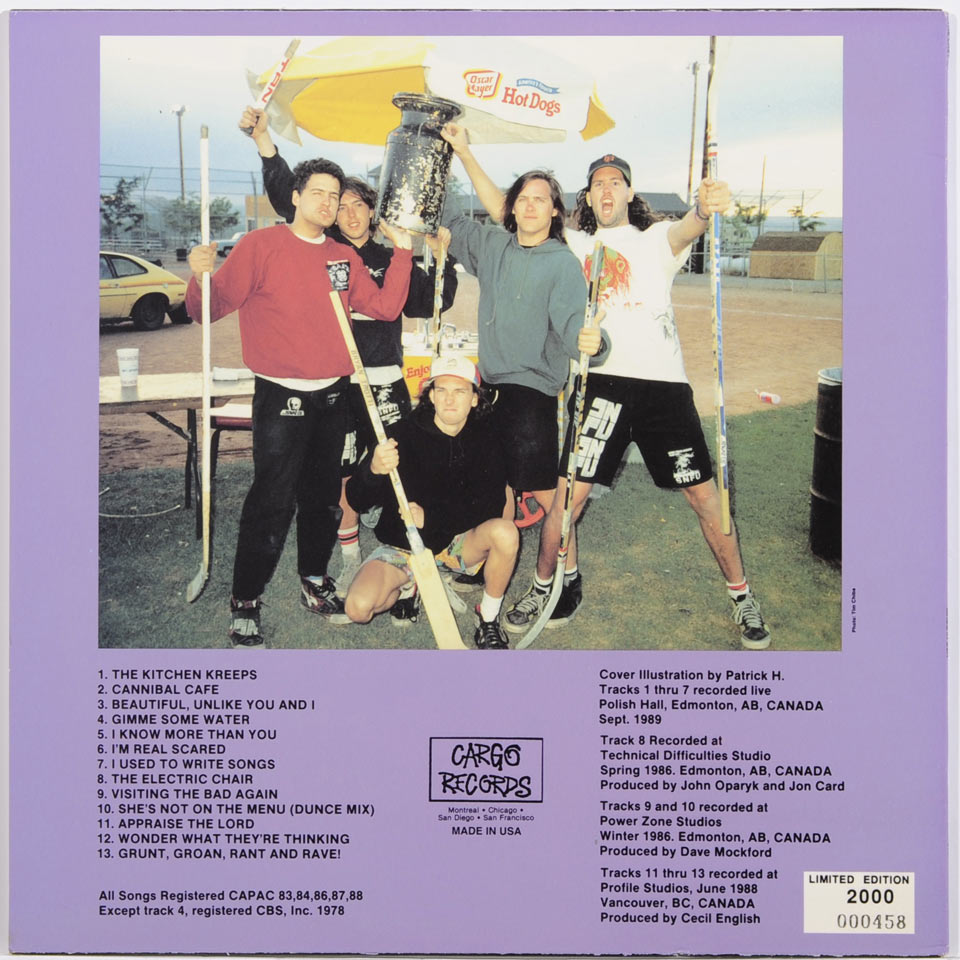 TITAN
Oscar Mayer
Hot Dogs
Enjoy
SNFU
SNFU
Photo: Tim Chiba
1. THE KITCHEN KREEPS
2. CANNIBAL CAFE
3. BEAUTIFUL, UNLIKE YOU AND I
4. GIMME SOME WATER
5. I KNOW MORE THAN YOU
6. I'M REAL SCARED
7. I USED TO WRITE SONGS
8. THE ELECTRIC CHAIR
9. VISITING THE BAD AGAIN
10. SHE'S NOT ON THE MENU (DUNCE MIX)
11. APPRAISE THE LORD
12. WONDER WHAT THEY'RE THINKING
13. GRUNT, GROAN, RANT AND RAVE!
All Songs Registered CAPAC 83,84,86,87,88
Except track 4, registered CBS, Inc. 1978
CARGO
RECORDS
Montreal • Chicago •
San Diego • San Francisco
MADE IN USA
Cover Illustration by Patrick H.
Tracks 1 thru 7 recorded live
Polish Hall, Edmonton, AB, CANADA
Sept. 1989
Track 8 Recorded at
Technical Difficulties Studio
Spring 1986. Edmonton, AB, CANADA
Produced by John Oparyk and Jon Card
Tracks 9 and 10 recorded at
Power Zone Studios
Winter 1986. Edmonton, AB, CANADA
Produced by Dave Mockford
Tracks 11 thru 13 recorded at
Profile Studios, June 1988
Vancouver, BC, CANADA
Produced by Cecil English
LIMITED EDITION
2000
000458